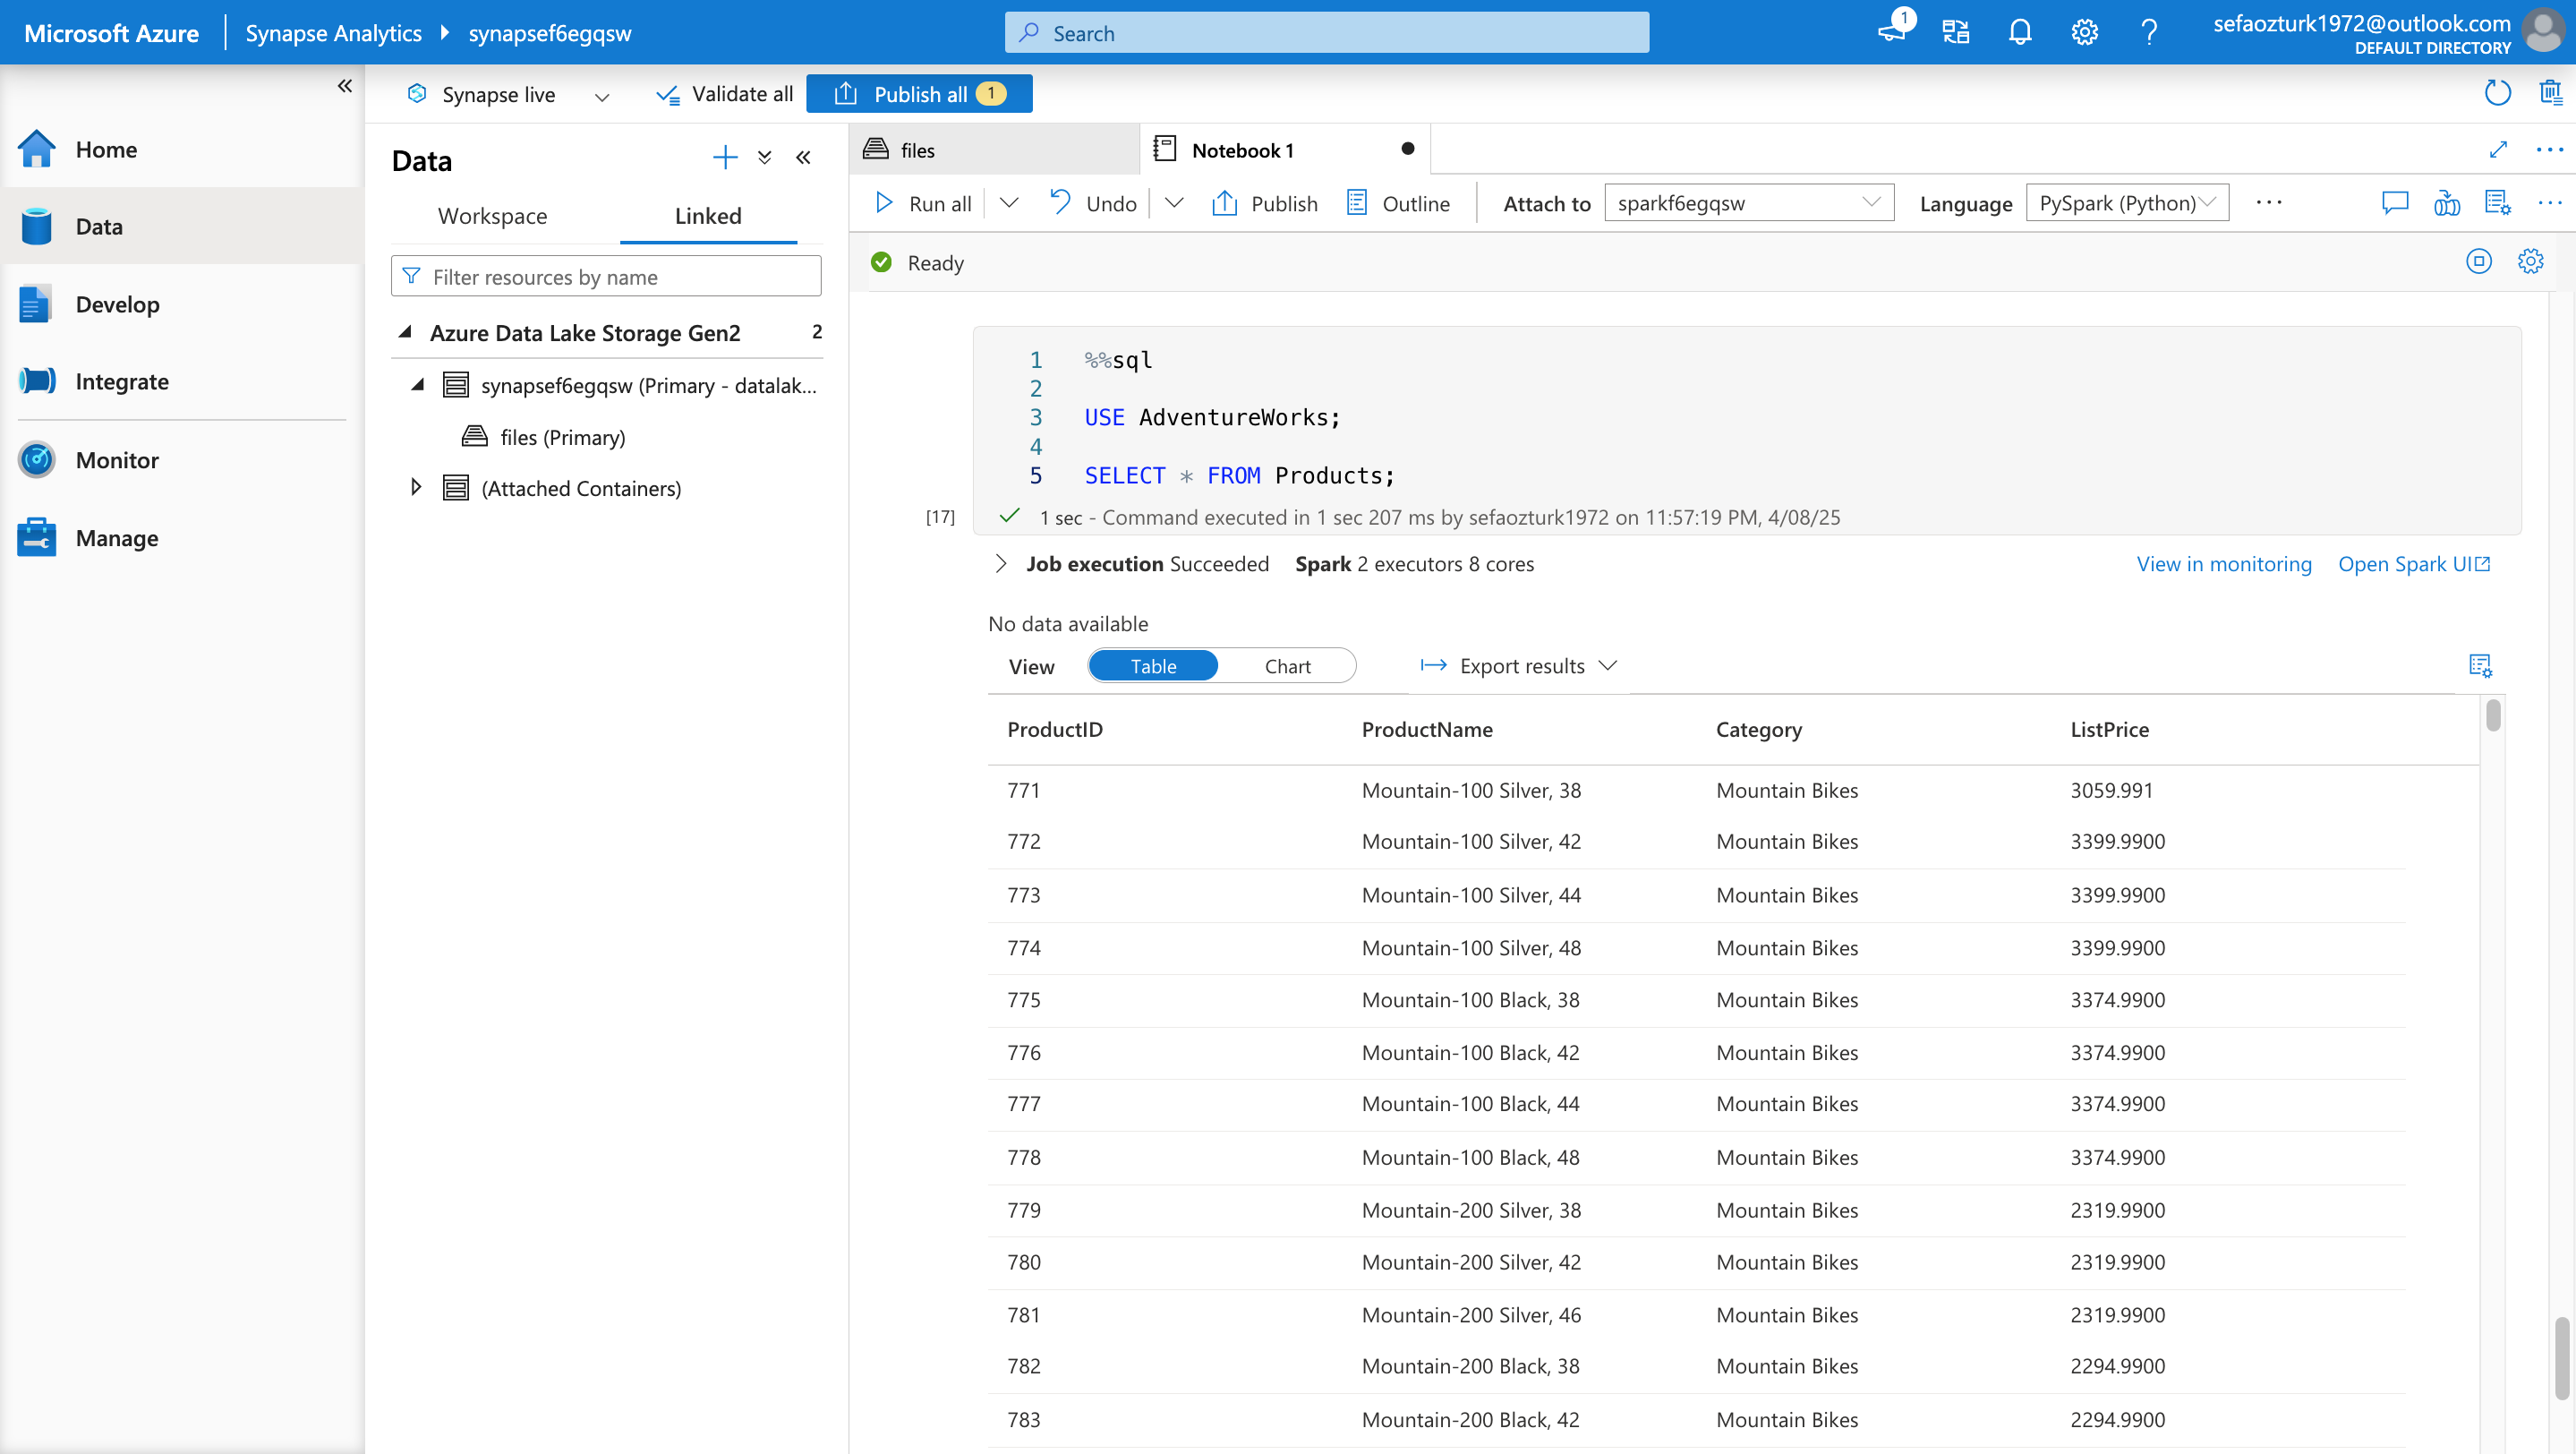 Microsoft Azure | Synapse Analytics ▸ synapsef6egqsw
Search
1
sefaozturk1972@outlook.com
DEFAULT DIRECTORY
Synapse live
Validate all
Publish all 1
Home
Data
Develop
Integrate
Monitor
Manage
Data
Workspace
Linked
Filter resources by name
Azure Data Lake Storage Gen2 2
synapsef6egqsw (Primary - datalak...
files (Primary)
(Attached Containers)
files
Notebook 1
Run all
Undo
Publish
Outline
Attach to sparkf6egqsw
Language PySpark (Python)
Ready
1 %%sql
2
3 USE AdventureWorks;
4
5 SELECT * FROM Products;
[17] 1 sec - Command executed in 1 sec 207 ms by sefaozturk1972 on 11:57:19 PM, 4/08/25
Job execution Succeeded Spark 2 executors 8 cores
View in monitoring Open Spark UI
No data available
View Table Chart Export results
ProductID ProductName Category ListPrice
771 Mountain-100 Silver, 38 Mountain Bikes 3059.991
772 Mountain-100 Silver, 42 Mountain Bikes 3399.9900
773 Mountain-100 Silver, 44 Mountain Bikes 3399.9900
774 Mountain-100 Silver, 48 Mountain Bikes 3399.9900
775 Mountain-100 Black, 38 Mountain Bikes 3374.9900
776 Mountain-100 Black, 42 Mountain Bikes 3374.9900
777 Mountain-100 Black, 44 Mountain Bikes 3374.9900
778 Mountain-100 Black, 48 Mountain Bikes 3374.9900
779 Mountain-200 Silver, 38 Mountain Bikes 2319.9900
780 Mountain-200 Silver, 42 Mountain Bikes 2319.9900
781 Mountain-200 Silver, 46 Mountain Bikes 2319.9900
782 Mountain-200 Black, 38 Mountain Bikes 2294.9900
783 Mountain-200 Black, 42 Mountain Bikes 2294.9900